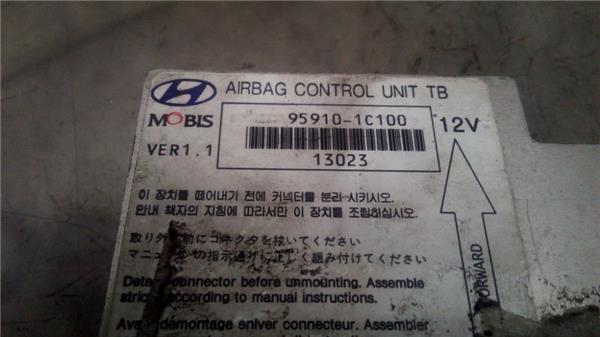 AIRBAG CONTROL UNIT TB
MOBIS
95910-1C100
12V
VER1.1
13023
이 장치를 떼어내기 전에 커넥터를 분리 시키시오.
안내 책자의 지침에 따라서만 이 장치를 조립하십시오.
取り外 前にコネクタを抜いてください
マニュアルの指示通りに正しく組み付けてください
connector before unmounting. Assemble
according to manual instructions.
démontage enlver connecteur. Assembler
FORWARD